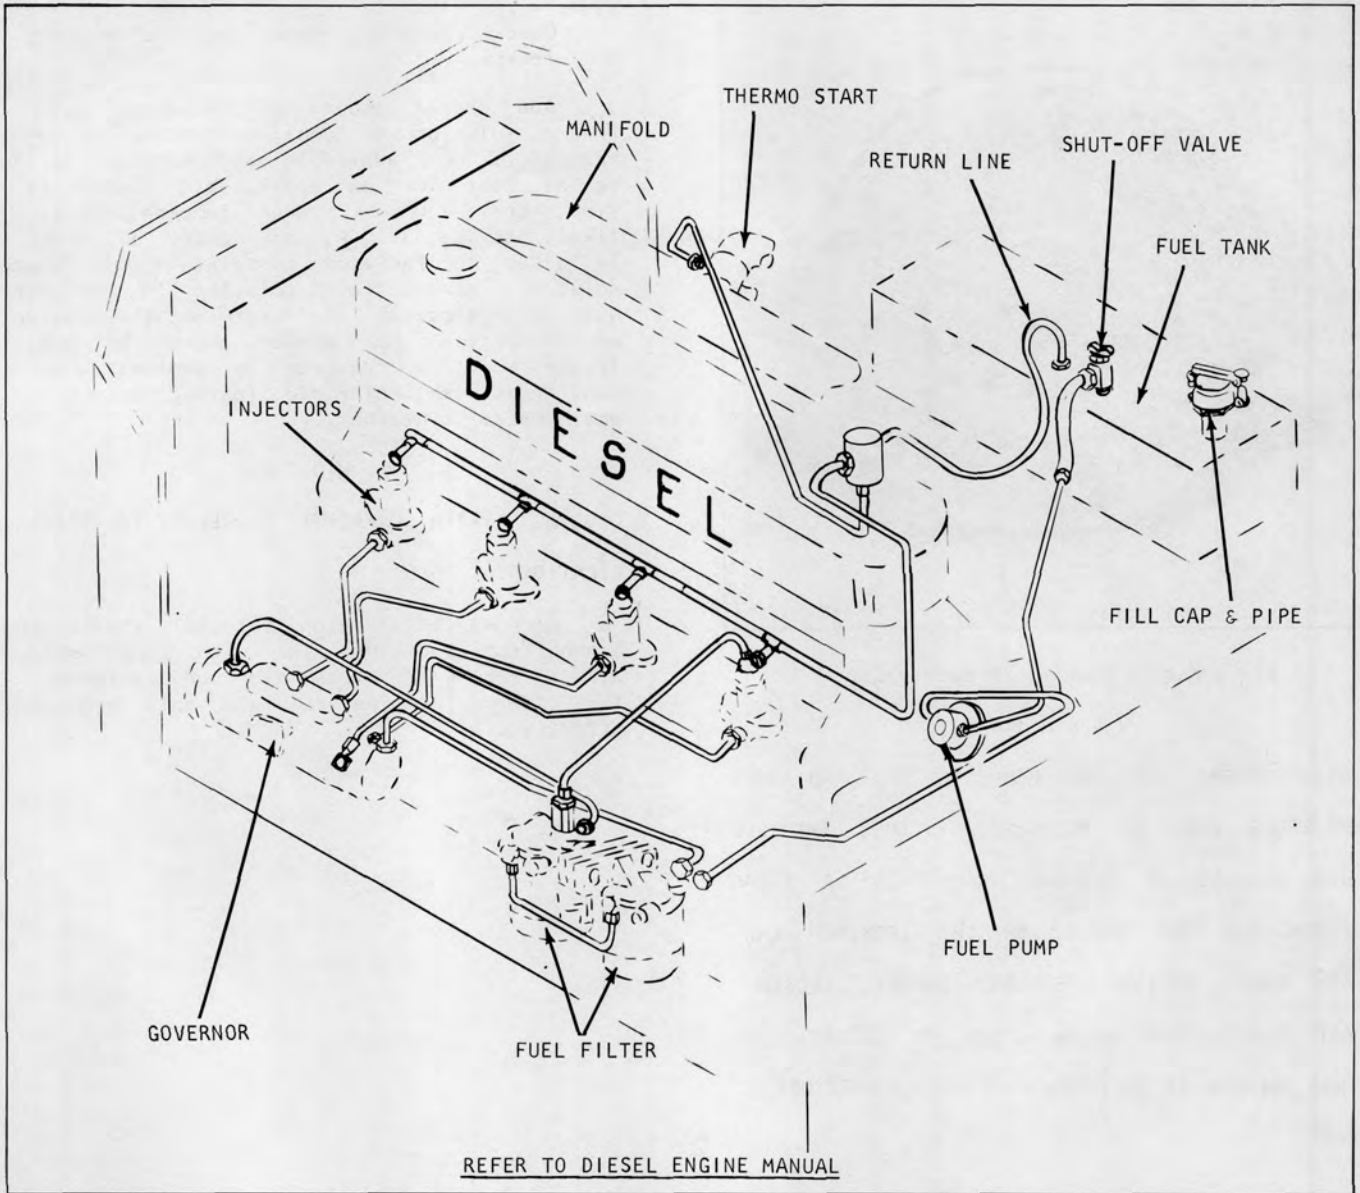 THERMO START
MANIFOLD
SHUT-OFF VALVE
RETURN LINE
FUEL TANK
INJECTORS
DIESEL
FILL CAP & PIPE
FUEL PUMP
GOVERNOR
FUEL FILTER
REFER TO DIESEL ENGINE MANUAL